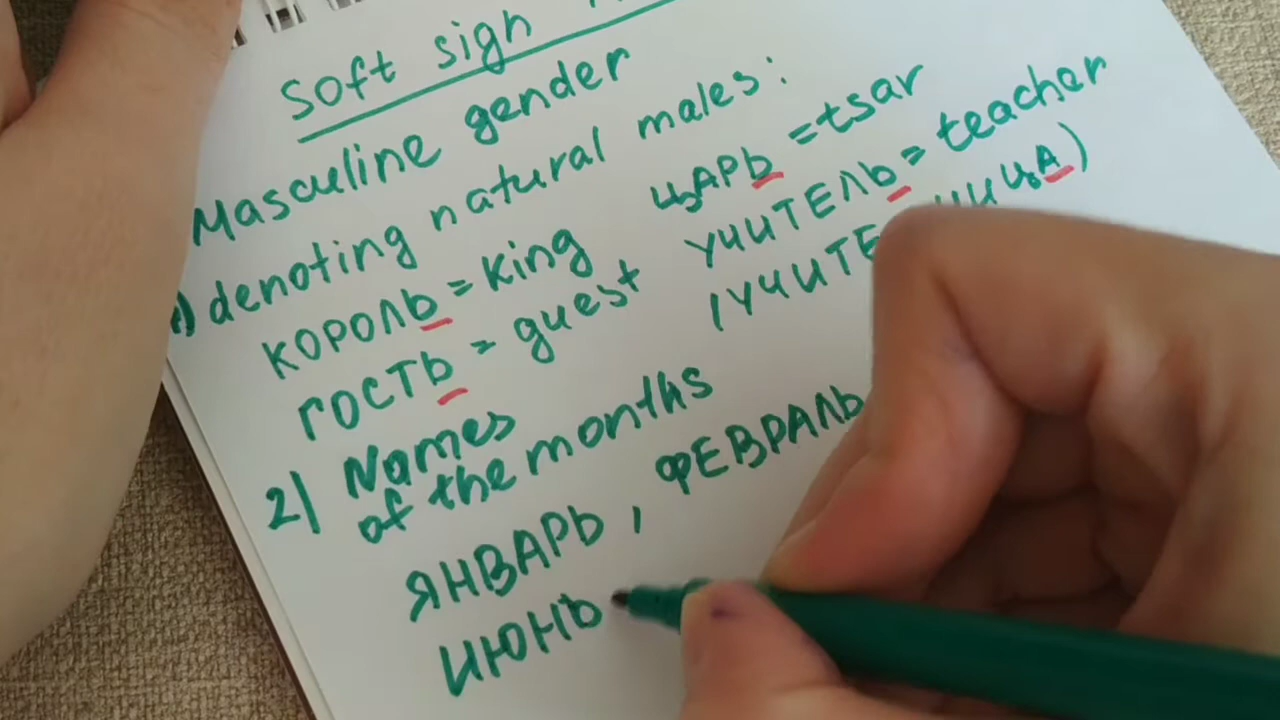 Soft sign
Masculine gender
1) denoting natural males:
КОРОЛЬ = King
ЦАРЬ = tsar
ГОСТЬ = guest
УЧИТЕЛЬ = teacher
2) Names
of the months
ЯНВАРЬ, ФЕВРАЛЬ
ИЮНЬ